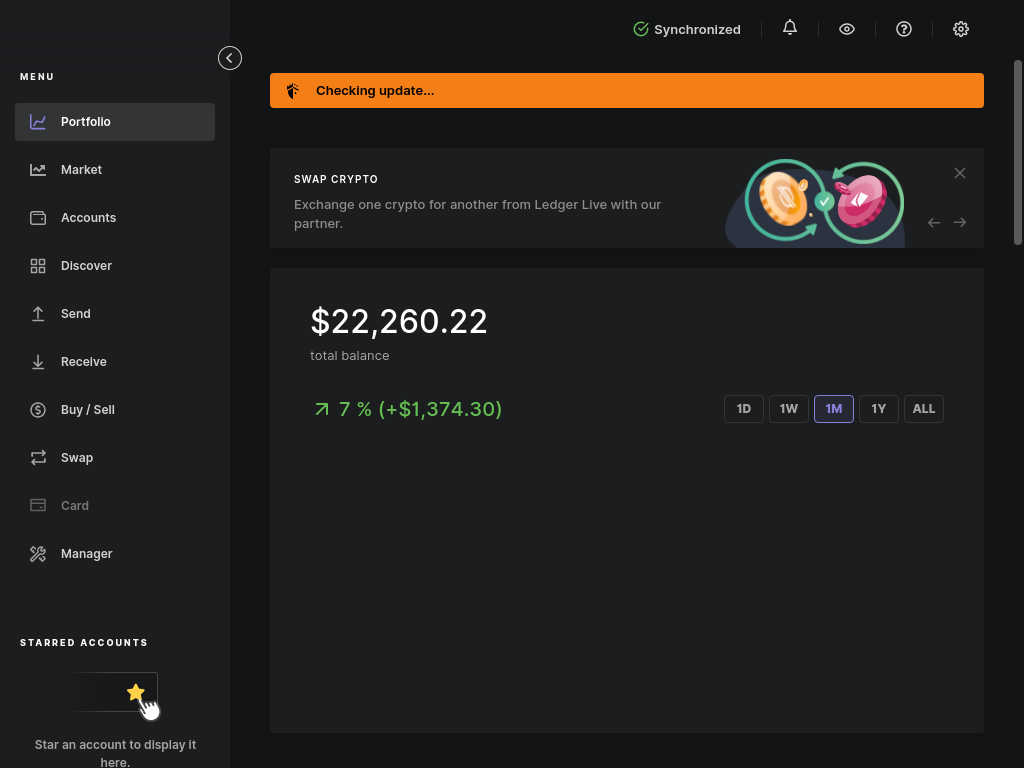 Synchronized
MENU
Portfolio
Market
Accounts
Discover
Send
Receive
Buy / Sell
Swap
Card
Manager
STARRED ACCOUNTS
Star an account to display it
here.
Checking update...
SWAP CRYPTO
Exchange one crypto for another from Ledger Live with our
partner.
$22,260.22
total balance
7 % (+$1,374.30)
1D 1W 1M 1Y ALL